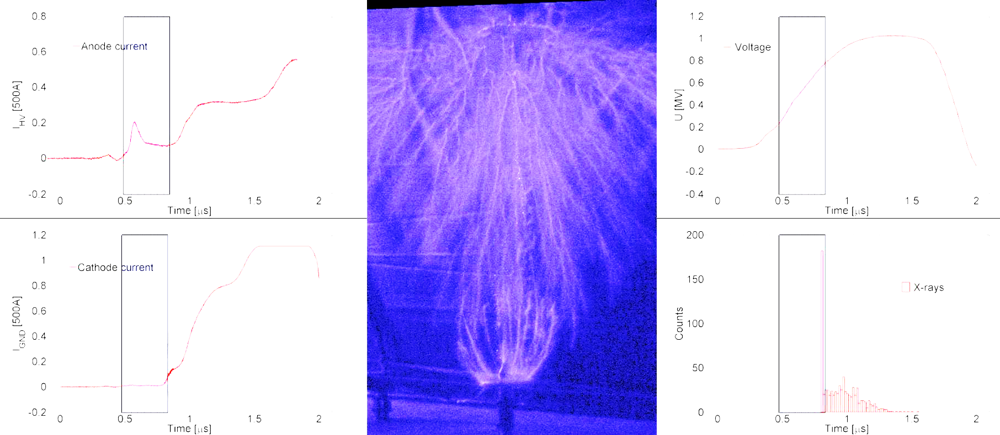 0.8
Anode current
0.6
0.4
I_HV [500A]
0.2
0
-0.2
0 0.5 1 1.5 2
Time [μs]
1.2
1
Cathode current
0.8
0.6
I_GND [500A]
0.4
0.2
0
-0.2
0 0.5 1 1.5 2
Time [μs]
1.2
1
Voltage
0.8
0.6
U [MV]
0.4
0.2
0
-0.2
-0.4
0 0.5 1 1.5 2
Time [μs]
200
150
X-rays
100
Counts
50
0
0 0.5 1 1.5 2
Time [μs]